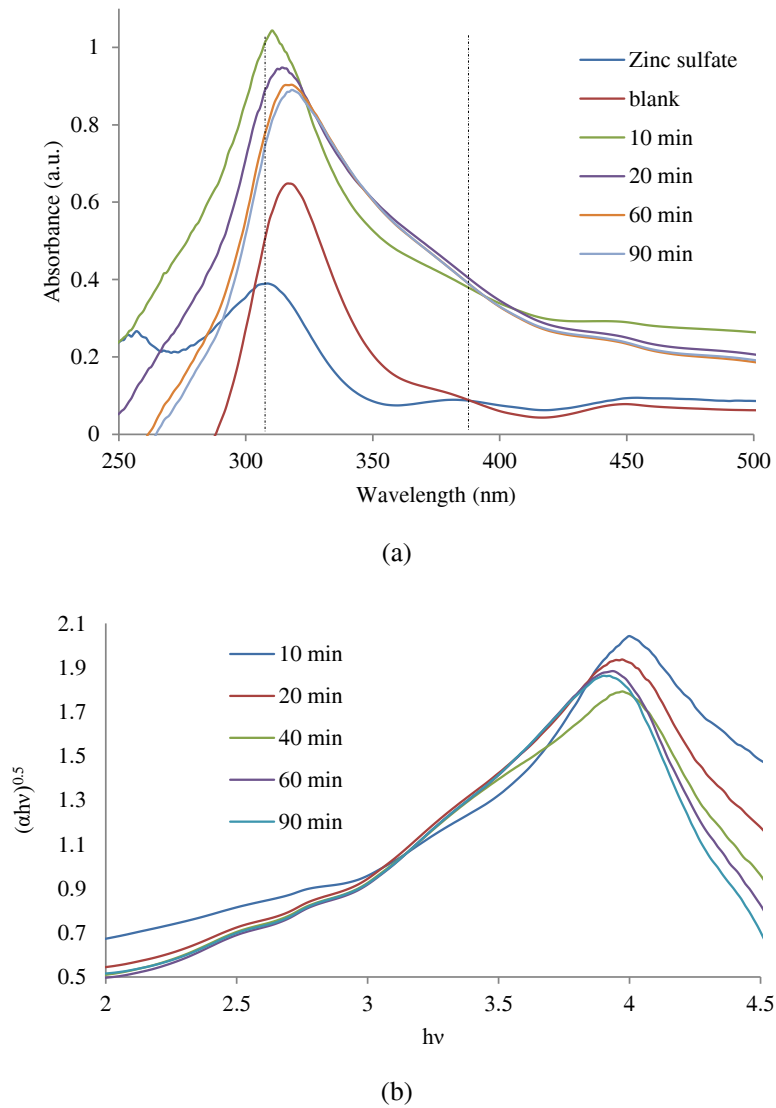 1
0.8
0.6
0.4
0.2
0
Absorbance (a.u.)
250 300 350 400 450 500
Wavelength (nm)
Zinc sulfate
blank
10 min
20 min
60 min
90 min
(a)
2.1
1.9
1.7
1.5
1.3
1.1
0.9
0.7
0.5
(αhν)0.5
2 2.5 3 3.5 4 4.5
hν
10 min
20 min
40 min
60 min
90 min
(b)